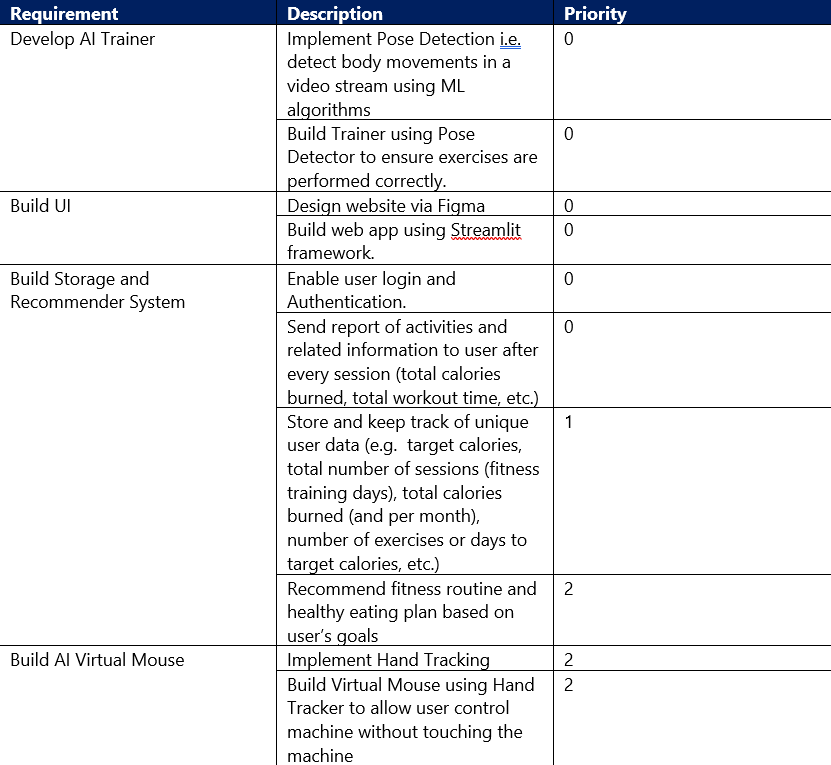 Requirement Description Priority
Develop AI Trainer Implement Pose Detection i.e. 0
detect body movements in a
video stream using ML
algorithms
Build Trainer using Pose 0
Detector to ensure exercises are
performed correctly.
Build UI Design website via Figma 0
Build web app using Streamlit 0
framework.
Build Storage and Enable user login and 0
Recommender System Authentication.
Send report of activities and 0
related information to user after
every session (total calories
burned, total workout time, etc.)
Store and keep track of unique 1
user data (e.g.  target calories,
total number of sessions (fitness
training days), total calories
burned (and per month),
number of exercises or days to
target calories, etc.)
Recommend fitness routine and 2
healthy eating plan based on
user's goals
Build AI Virtual Mouse Implement Hand Tracking 2
Build Virtual Mouse using Hand 2
Tracker to allow user control
machine without touching the
machine